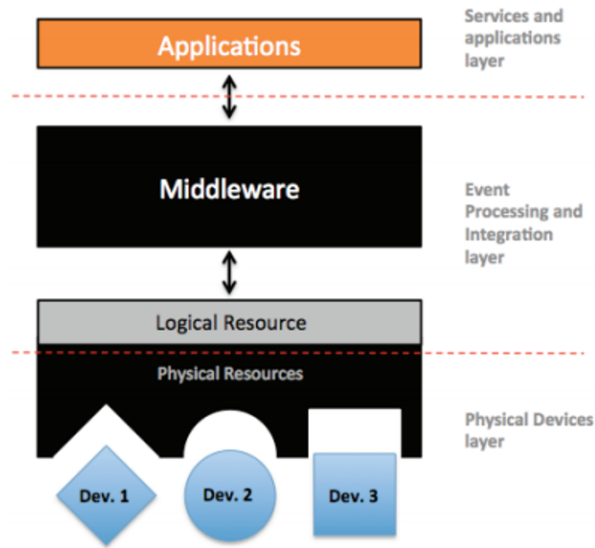 Applications
Services and
applications
layer
Middleware
Event
Processing and
Integration
layer
Logical Resource
Physical Resources
Physical Devices
layer
Dev. 1
Dev. 2
Dev. 3